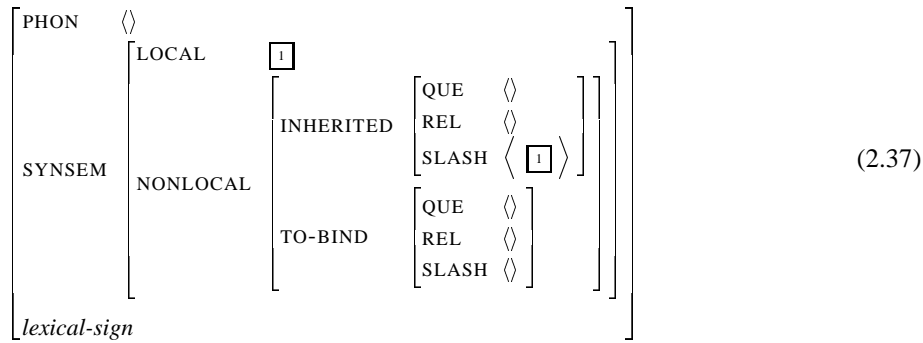 PHON ⟨⟩
LOCAL 1
QUE ⟨⟩
INHERITED REL ⟨⟩
SLASH ⟨ 1 ⟩
SYNSEM (2.37)
NONLOCAL
QUE ⟨⟩
TO-BIND REL ⟨⟩
SLASH ⟨⟩
lexical-sign